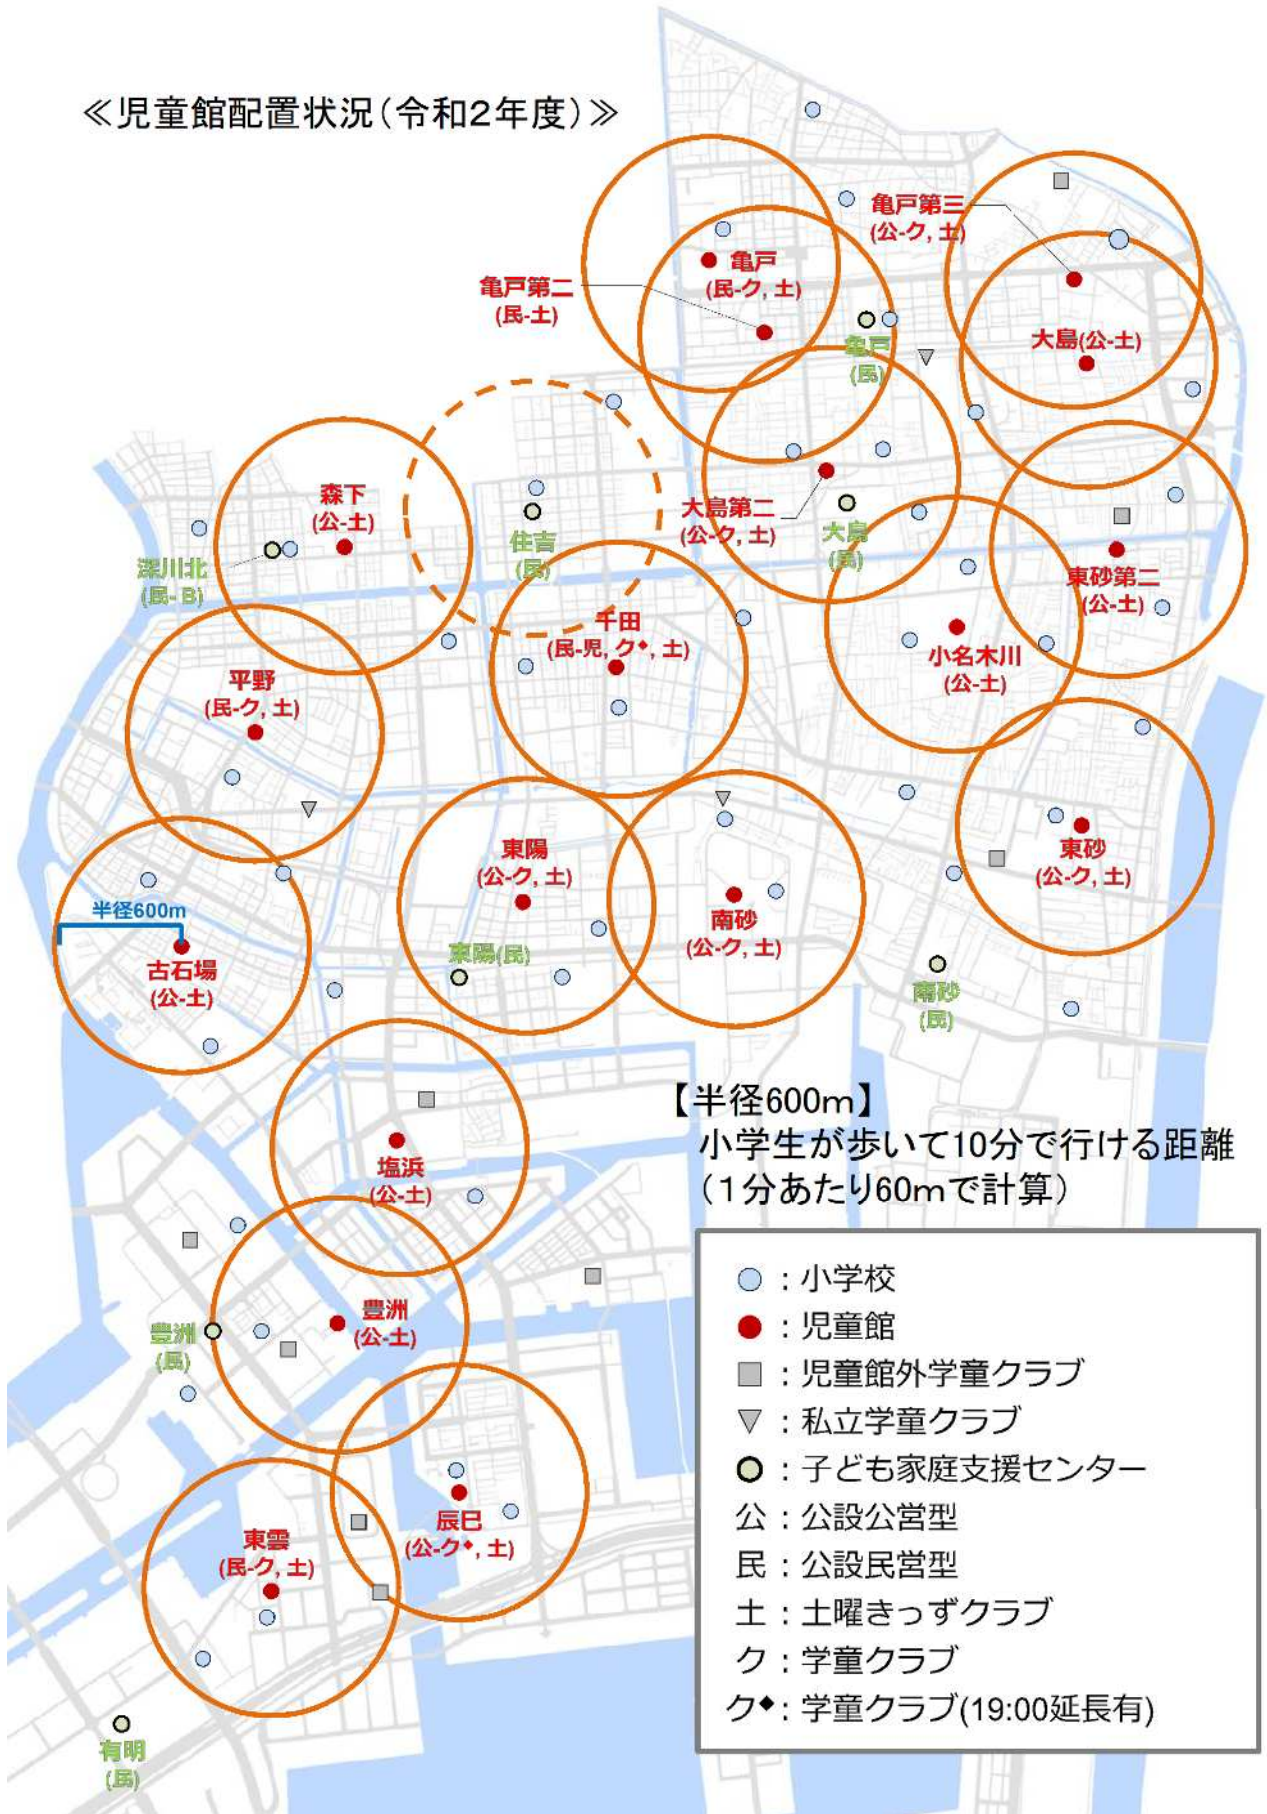 ≪児童館配置状況(令和2年度)≫
亀戸第三
(公-ク, 土)
亀戸
(民-ク, 土)
亀戸第二
(民-土)
大島(公-土)
亀戸
(民)
森下
(公-土)
大島第二
(公-ク, 土)
大島
(民)
住吉
(民)
深川北
(民- B)
東砂第二
(公-土)
千田
(民-児, ク◆, 土)
小名木川
(公-土)
平野
(民-ク, 土)
東陽
(公-ク, 土)
東砂
(公-ク, 土)
半径600m
南砂
(公-ク, 土)
東陽(民)
古石場
(公-土)
南砂
(民)
【半径600m】
小学生が歩いて10分で行ける距離
(1分あたり60mで計算)
塩浜
(公-土)
豊洲
(公-土)
豊洲
(民)
辰巳
(公-ク◆, 土)
東雲
(民-ク, 土)
有明
(民)
:小学校
:児童館
:児童館外学童クラブ
:私立学童クラブ
:子ども家庭支援センター
公:公設公営型
民:公設民営型
土:土曜きっずクラブ
ク:学童クラブ
ク◆:学童クラブ(19:00延長有)